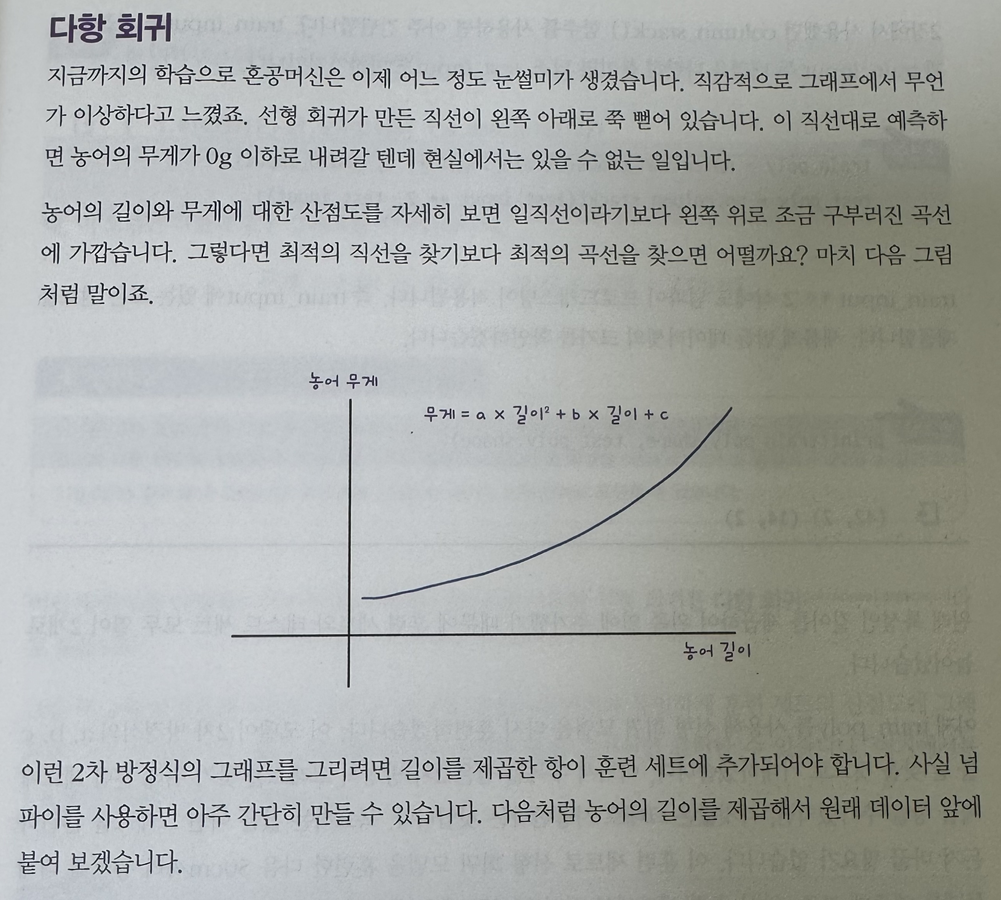 다항 회귀
지금까지의 학습으로 혼공머신은 이제 어느 정도 눈썰미가 생겼습니다. 직감적으로 그래프에서 무언
가 이상하다고 느꼈죠. 선형 회귀가 만든 직선이 왼쪽 아래로 쭉 뻗어 있습니다. 이 직선대로 예측하
면 농어의 무게가 0g 이하로 내려갈 텐데 현실에서는 있을 수 없는 일입니다.
농어의 길이와 무게에 대한 산점도를 자세히 보면 일직선이라기보다 왼쪽 위로 조금 구부러진 곡선
에 가깝습니다. 그렇다면 최적의 직선을 찾기보다 최적의 곡선을 찾으면 어떨까요? 마치 다음 그림
처럼 말이죠.
농어 무게
무게 = a × 길이² + b × 길이 + c
농어 길이
이런 2차 방정식의 그래프를 그리려면 길이를 제곱한 항이 훈련 세트에 추가되어야 합니다. 사실 넘
파이를 사용하면 아주 간단히 만들 수 있습니다. 다음처럼 농어의 길이를 제곱해서 원래 데이터 앞에
붙여 보겠습니다.